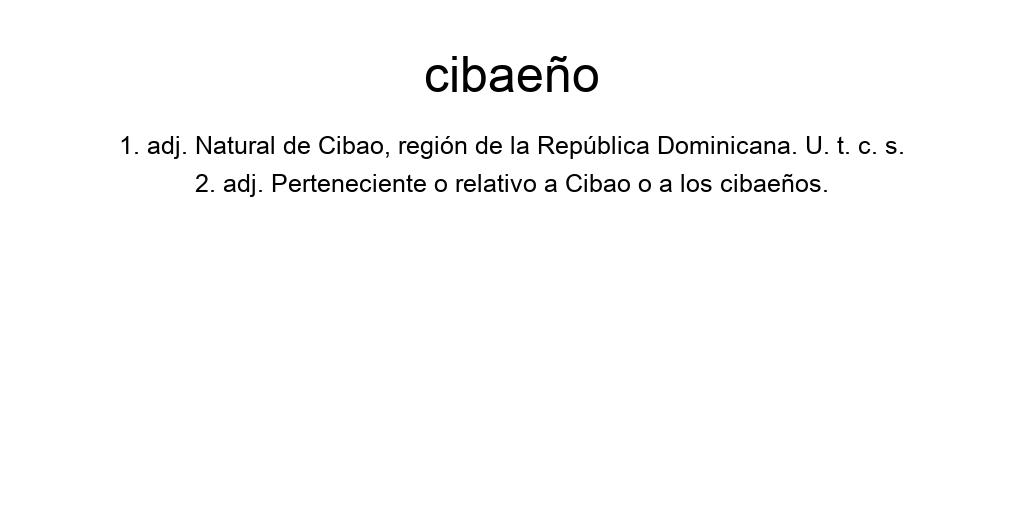 cibaeño
1. adj. Natural de Cibao, región de la República Dominicana. U. t. c. s.
2. adj. Perteneciente o relativo a Cibao o a los cibaeños.